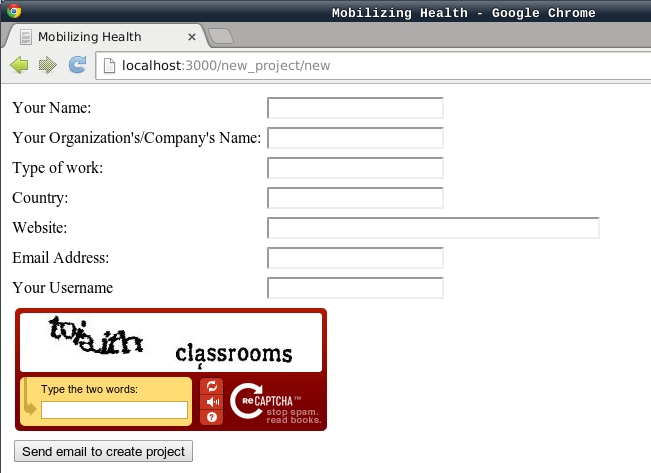 Mobilizing Health - Google Chrome
Mobilizing Health
localhost:3000/new_project/new
Your Name:
Your Organization's/Company's Name:
Type of work:
Country:
Website:
Email Address:
Your Username
classrooms
Type the two words:
reCAPTCHA™
stop spam.
read books.
Send email to create project